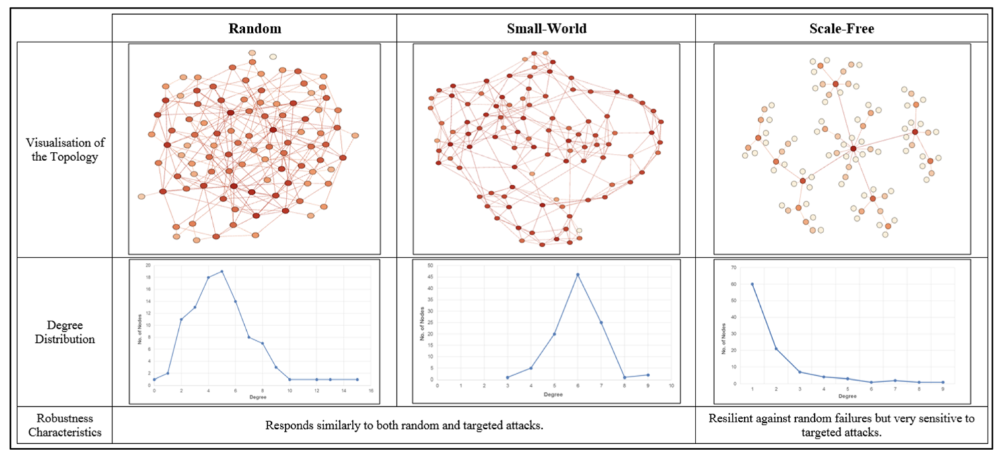 Random
Small-World
Scale-Free
Visualisation of
the Topology
Degree
Distribution
20
18
16
14
12
10
8
6
4
2
0
No. of Nodes
0 2 4 6 8 10 12 14 16
Degree
50
45
40
35
30
25
20
15
10
5
0
No. of Nodes
0 1 2 3 4 5 6 7 8 9 10
Degree
70
60
50
40
30
20
10
0
No. of Nodes
1 2 3 4 5 6 7 8 9
Degree
Robustness
Characteristics
Responds similarly to both random and targeted attacks.
Resilient against random failures but very sensitive to
targeted attacks.